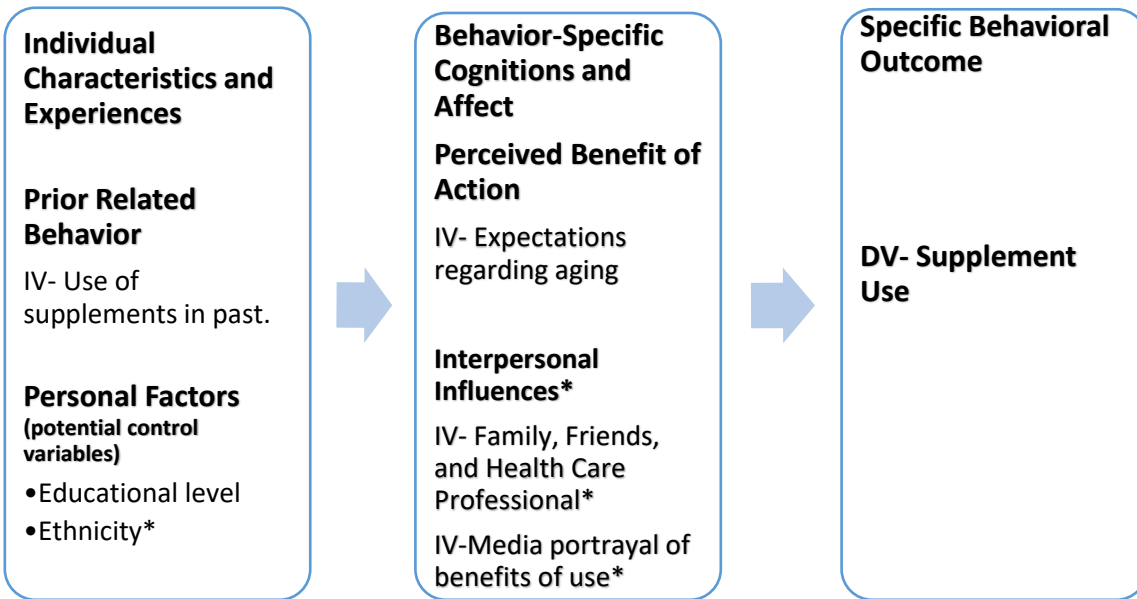 Individual
Characteristics and
Experiences
Prior Related
Behavior
IV- Use of
supplements in past.
Personal Factors
(potential control
variables)
•Educational level
•Ethnicity*
Behavior-Specific
Cognitions and
Affect
Perceived Benefit of
Action
IV- Expectations
regarding aging
Interpersonal
Influences*
IV- Family, Friends,
and Health Care
Professional*
IV-Media portrayal of
benefits of use*
Specific Behavioral
Outcome
DV- Supplement
Use